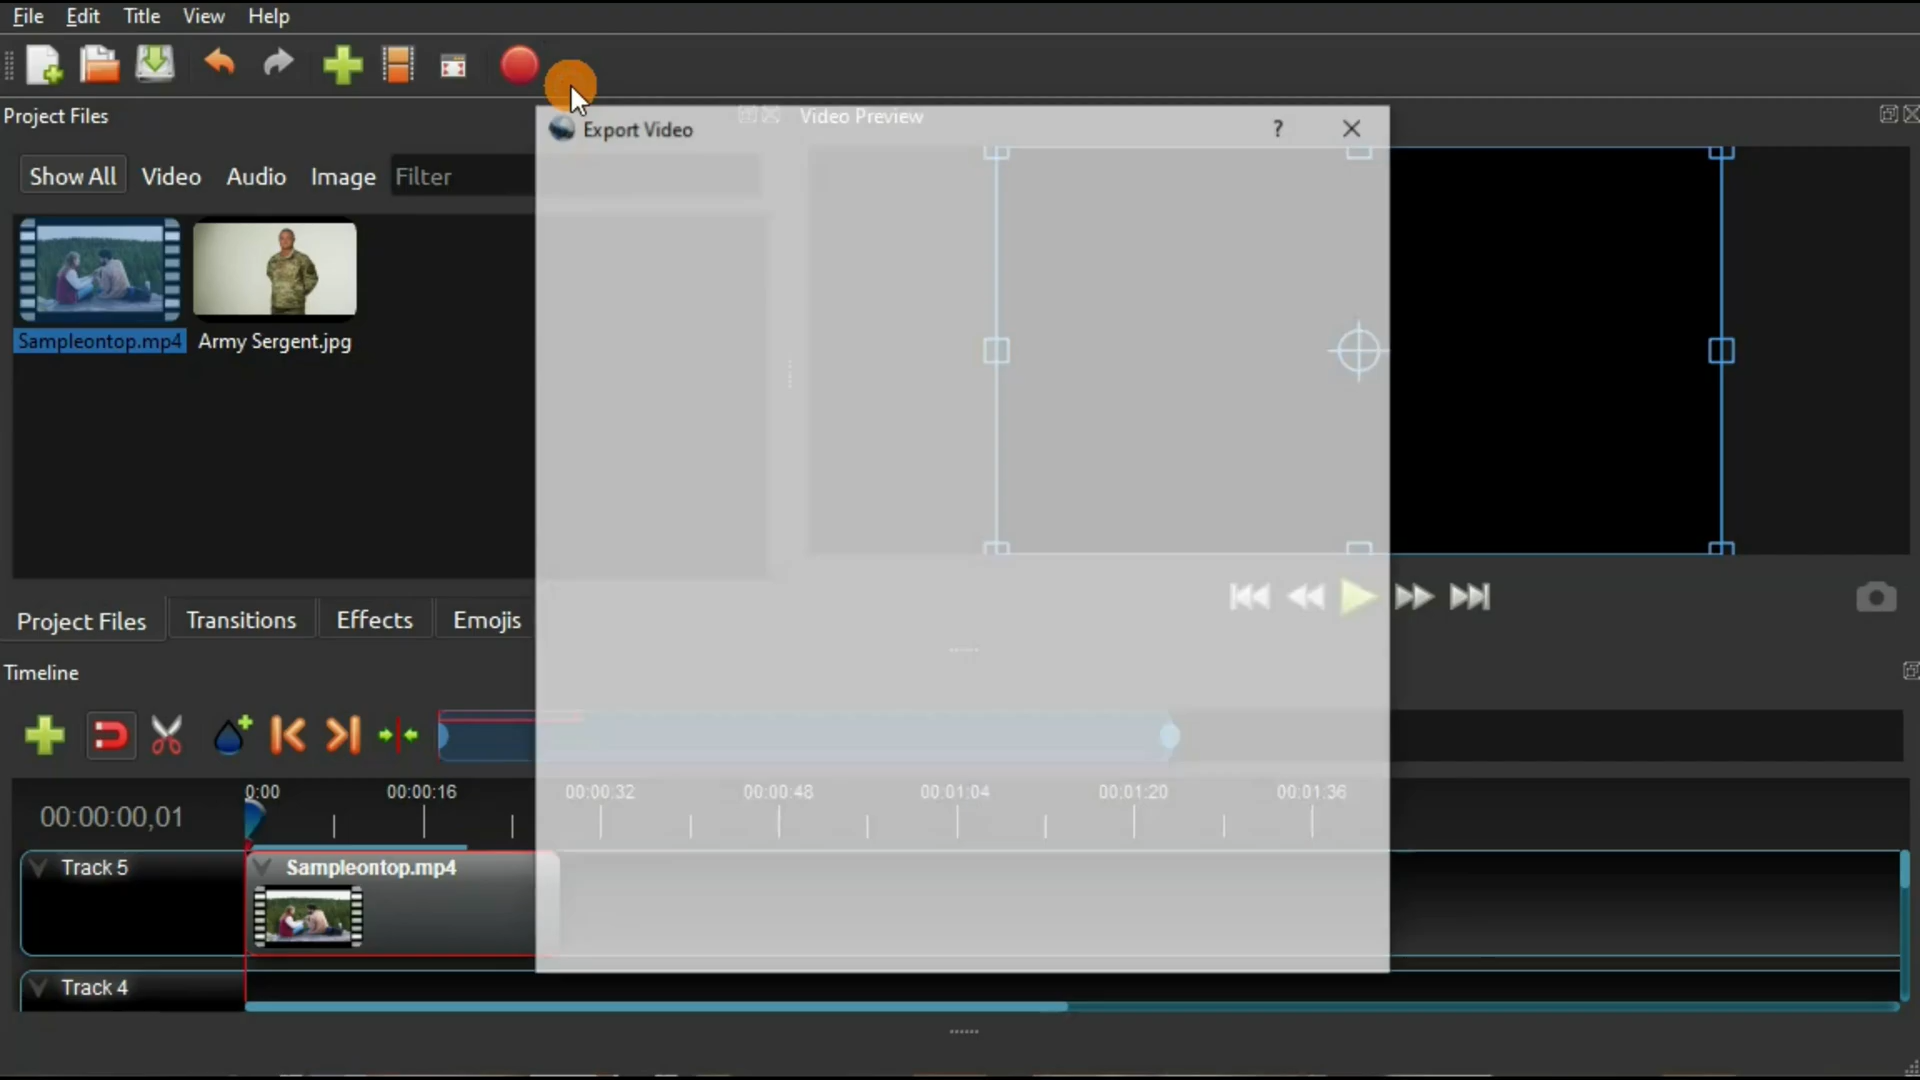 File Edit Title View Help
Project Files
Video Preview
Export Video ?
Show All Video Audio Image Filter
Sampleontop.mp4 Army Sergent.jpg
Project Files Transitions Effects Emojis
Timeline
00:00:00,01
0:00 00:00:16 00:00:32 00:00:48 00:01:04 00:01:20 00:01:36
Track 5
Sampleontop.mp4
Track 4